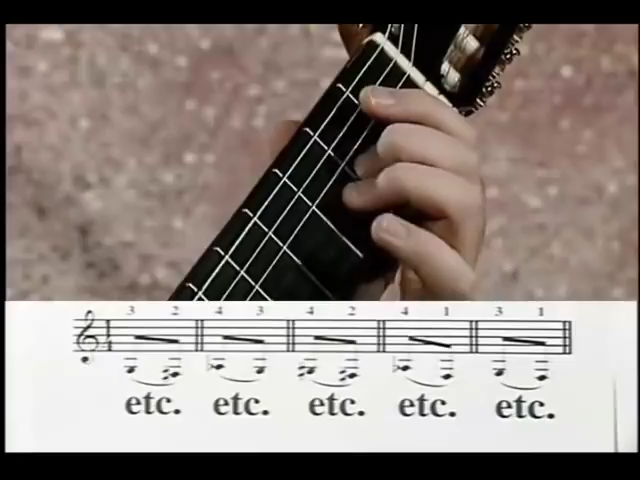 3 2 4 3 4 2 4 1 3 1
etc. etc. etc. etc. etc.